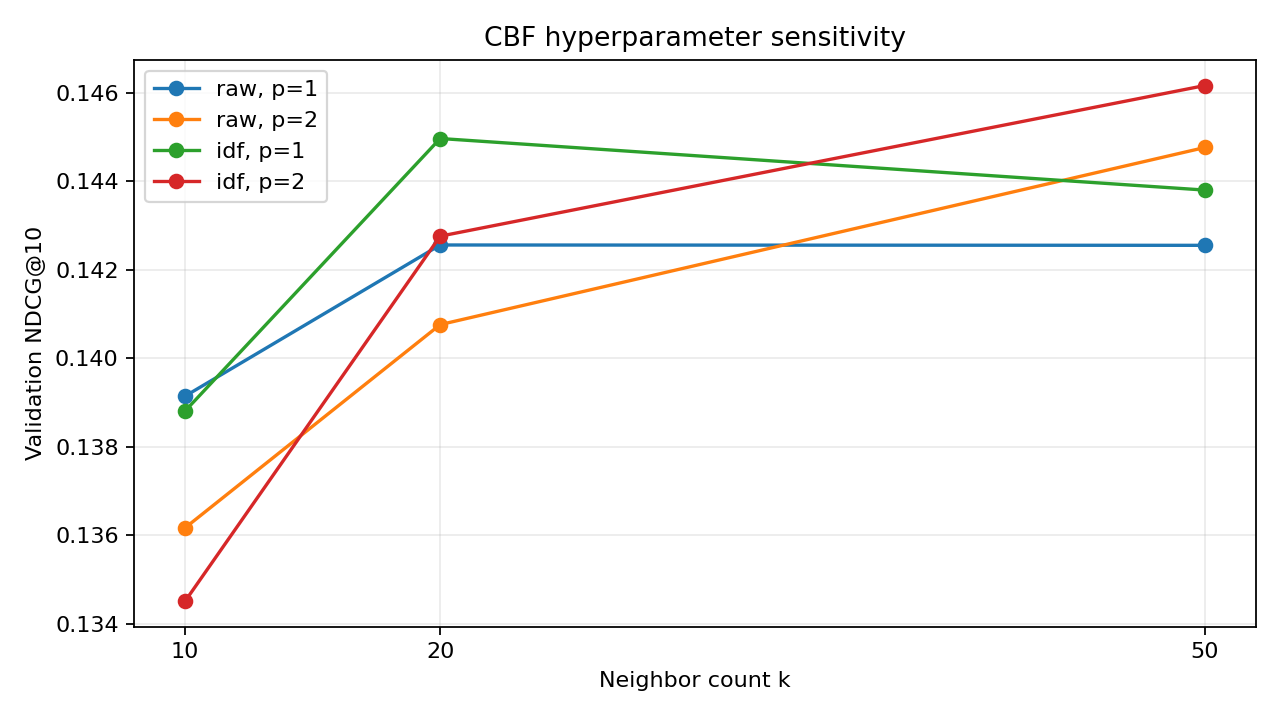 CBF hyperparameter sensitivity
raw, p=1
raw, p=2
idf, p=1
idf, p=2
Validation NDCG@10
0.146
0.144
0.142
0.140
0.138
0.136
0.134
10 20 50
Neighbor count k